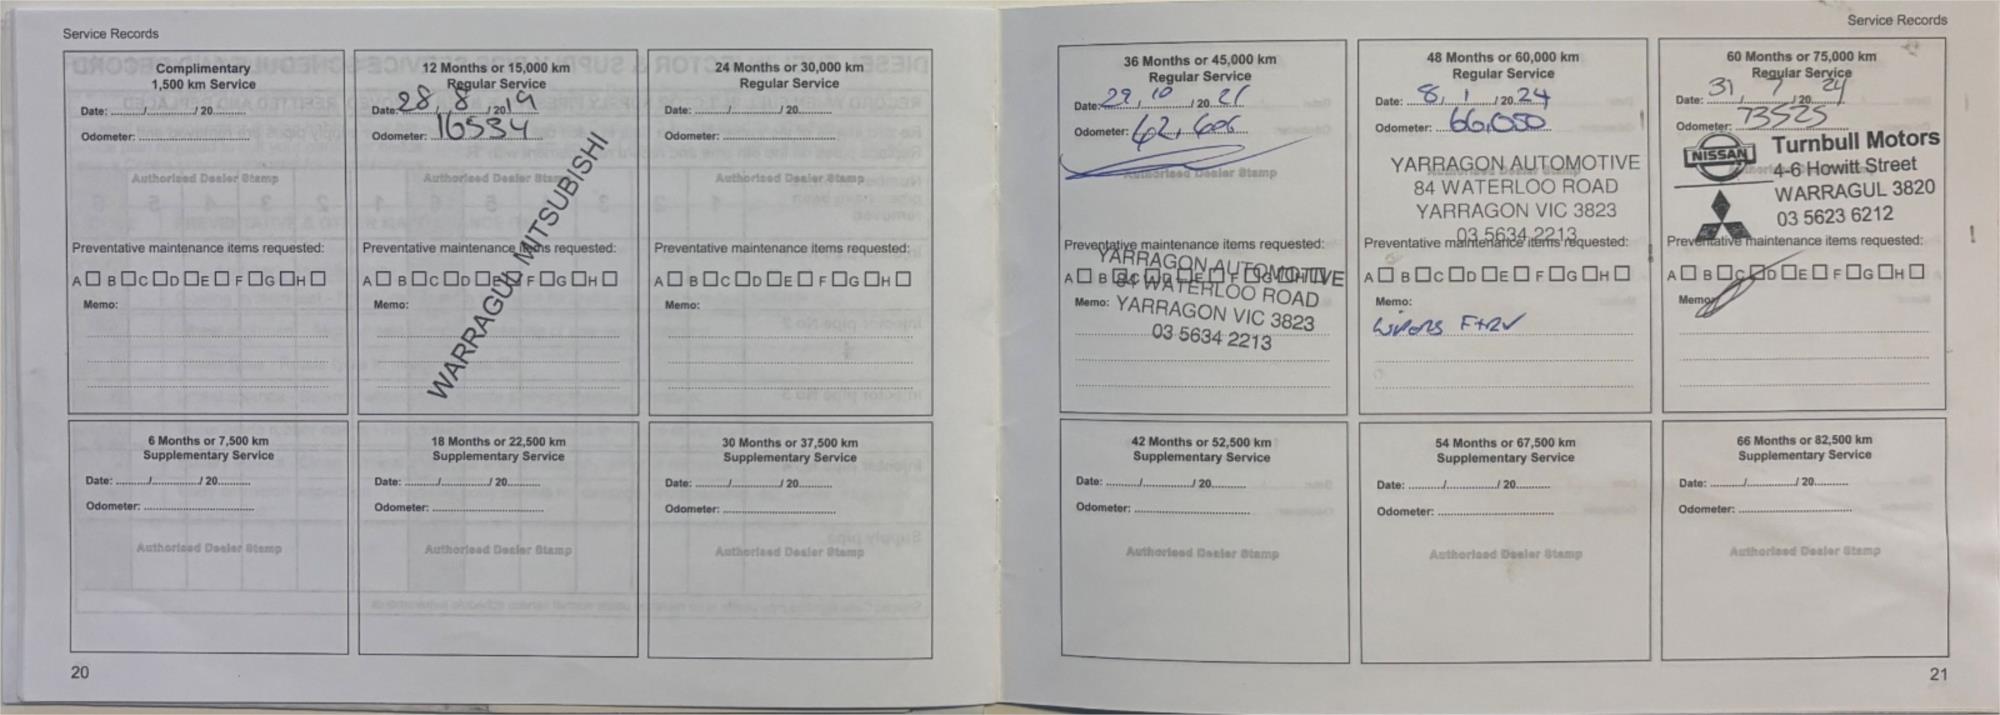 Service Records
Complimentary
1,500 km Service
Date: ......../............../ 20..........
Odometer: ..................................
Authorised Dealer Stamp
Preventative maintenance items requested:
A □ B □ C □ D □ E □ F □ G □ H □
Memo:
12 Months or 15,000 km
Regular Service
Date: 28 / 8 / 2019
Odometer: 16534
Authorised Dealer Stamp
WARRAGUL MITSUBISHI
Preventative maintenance items requested:
A □ B □ C □ D □ E □ F □ G □ H □
Memo:
24 Months or 30,000 km
Regular Service
Date: ......../............../ 20..........
Odometer: ..................................
Authorised Dealer Stamp
Preventative maintenance items requested:
A □ B □ C □ D □ E □ F □ G □ H □
Memo:
6 Months or 7,500 km
Supplementary Service
Date: ........./............../ 20..........
Odometer: ..................................
Authorised Dealer Stamp
18 Months or 22,500 km
Supplementary Service
Date: ........./............../ 20..........
Odometer: ..................................
Authorised Dealer Stamp
30 Months or 37,500 km
Supplementary Service
Date: ........./............../ 20..........
Odometer: ..................................
Authorised Dealer Stamp
20
Service Records
36 Months or 45,000 km
Regular Service
Date: 29, 10 / 20 21
Odometer: 42,606
Authorised Dealer Stamp
Preventative maintenance items requested:
A □ B □ C □ D □ E □ F □ G □ H □
Memo:
YARRAGON AUTOMOTIVE
84 WATERLOO ROAD
YARRAGON VIC 3823
03 5634 2213
48 Months or 60,000 km
Regular Service
Date: 8 / 1 / 20 24
Odometer: 66,050
YARRAGON AUTOMOTIVE
84 WATERLOO ROAD
YARRAGON VIC 3823
03 5634 2213
Authorised Dealer Stamp
Preventative maintenance items requested:
A □ B □ C □ D □ E □ F □ G □ H □
Memo:
wipers F+R
60 Months or 75,000 km
Regular Service
Date: 31 / 7 / 20 24
Odometer: 73525
NISSAN
Turnbull Motors
4-6 Howitt Street
WARRAGUL 3820
03 5623 6212
Preventative maintenance items requested:
A □ B □ C □ D □ E □ F □ G □ H □
Memo:
42 Months or 52,500 km
Supplementary Service
Date: ........./............../ 20..........
Odometer: ..................................
Authorised Dealer Stamp
54 Months or 67,500 km
Supplementary Service
Date: ........./............../ 20..........
Odometer: ..................................
Authorised Dealer Stamp
66 Months or 82,500 km
Supplementary Service
Date: ........./............../ 20..........
Odometer: ..................................
Authorised Dealer Stamp
21